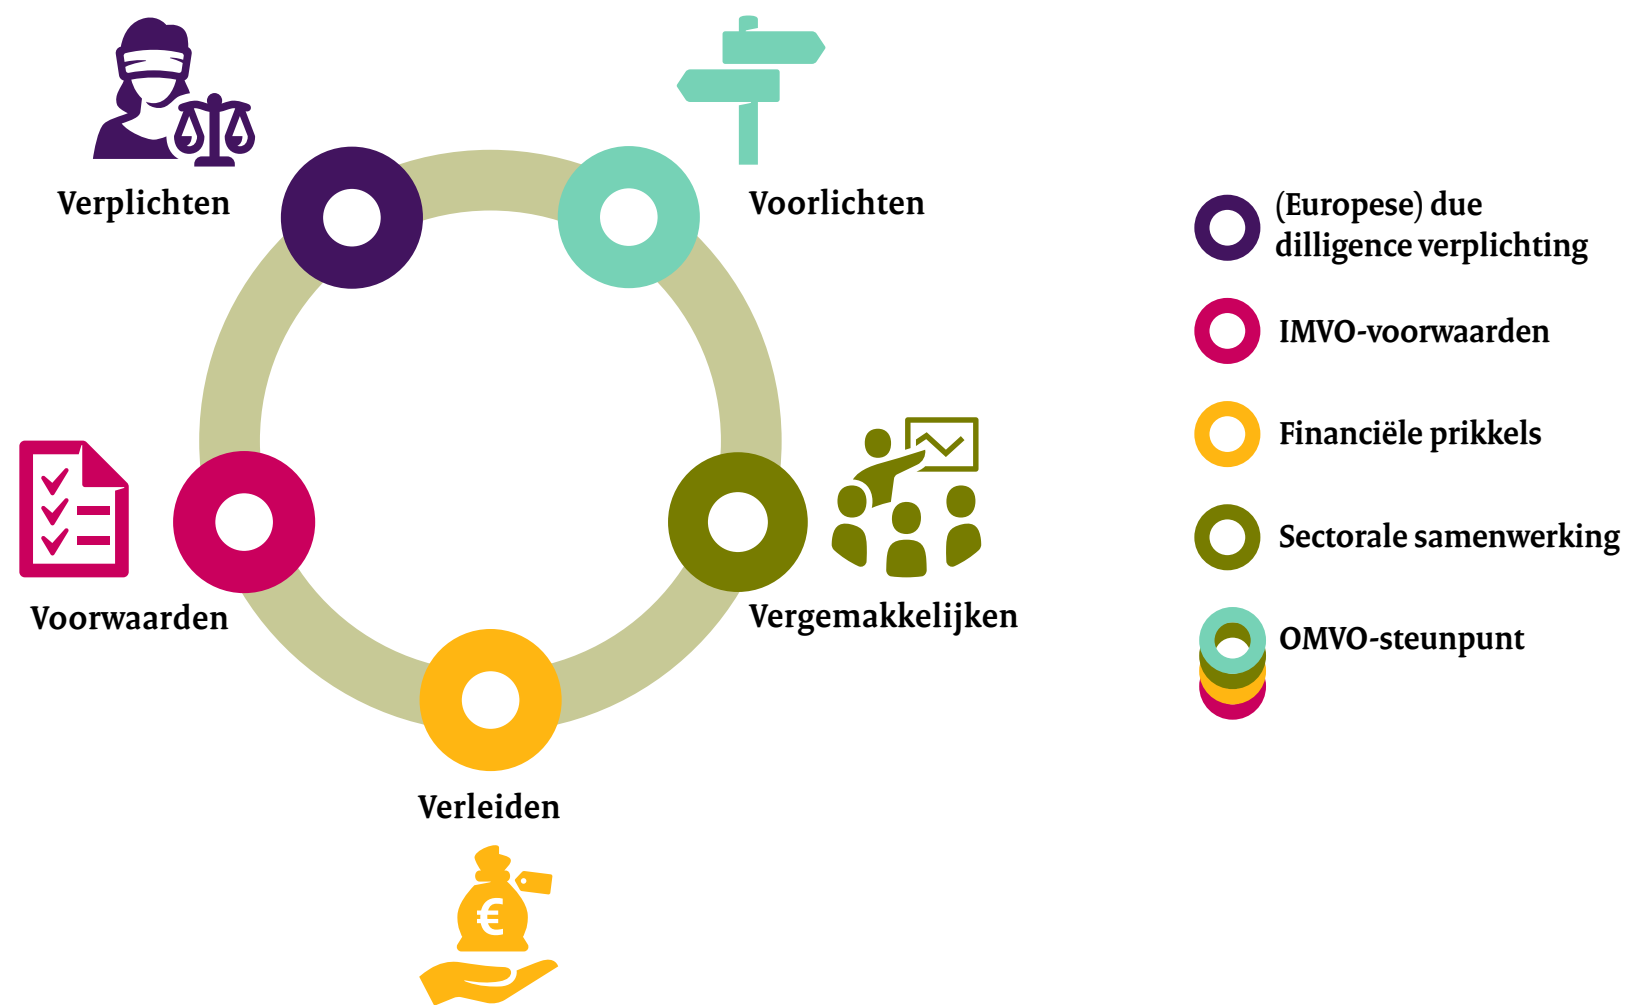 Verplichten
Voorlichten
Voorwaarden
Vergemakkelijken
Verleiden
€
(Europese) due
dilligence verplichting
IMVO-voorwaarden
Financiële prikkels
Sectorale samenwerking
OMVO-steunpunt